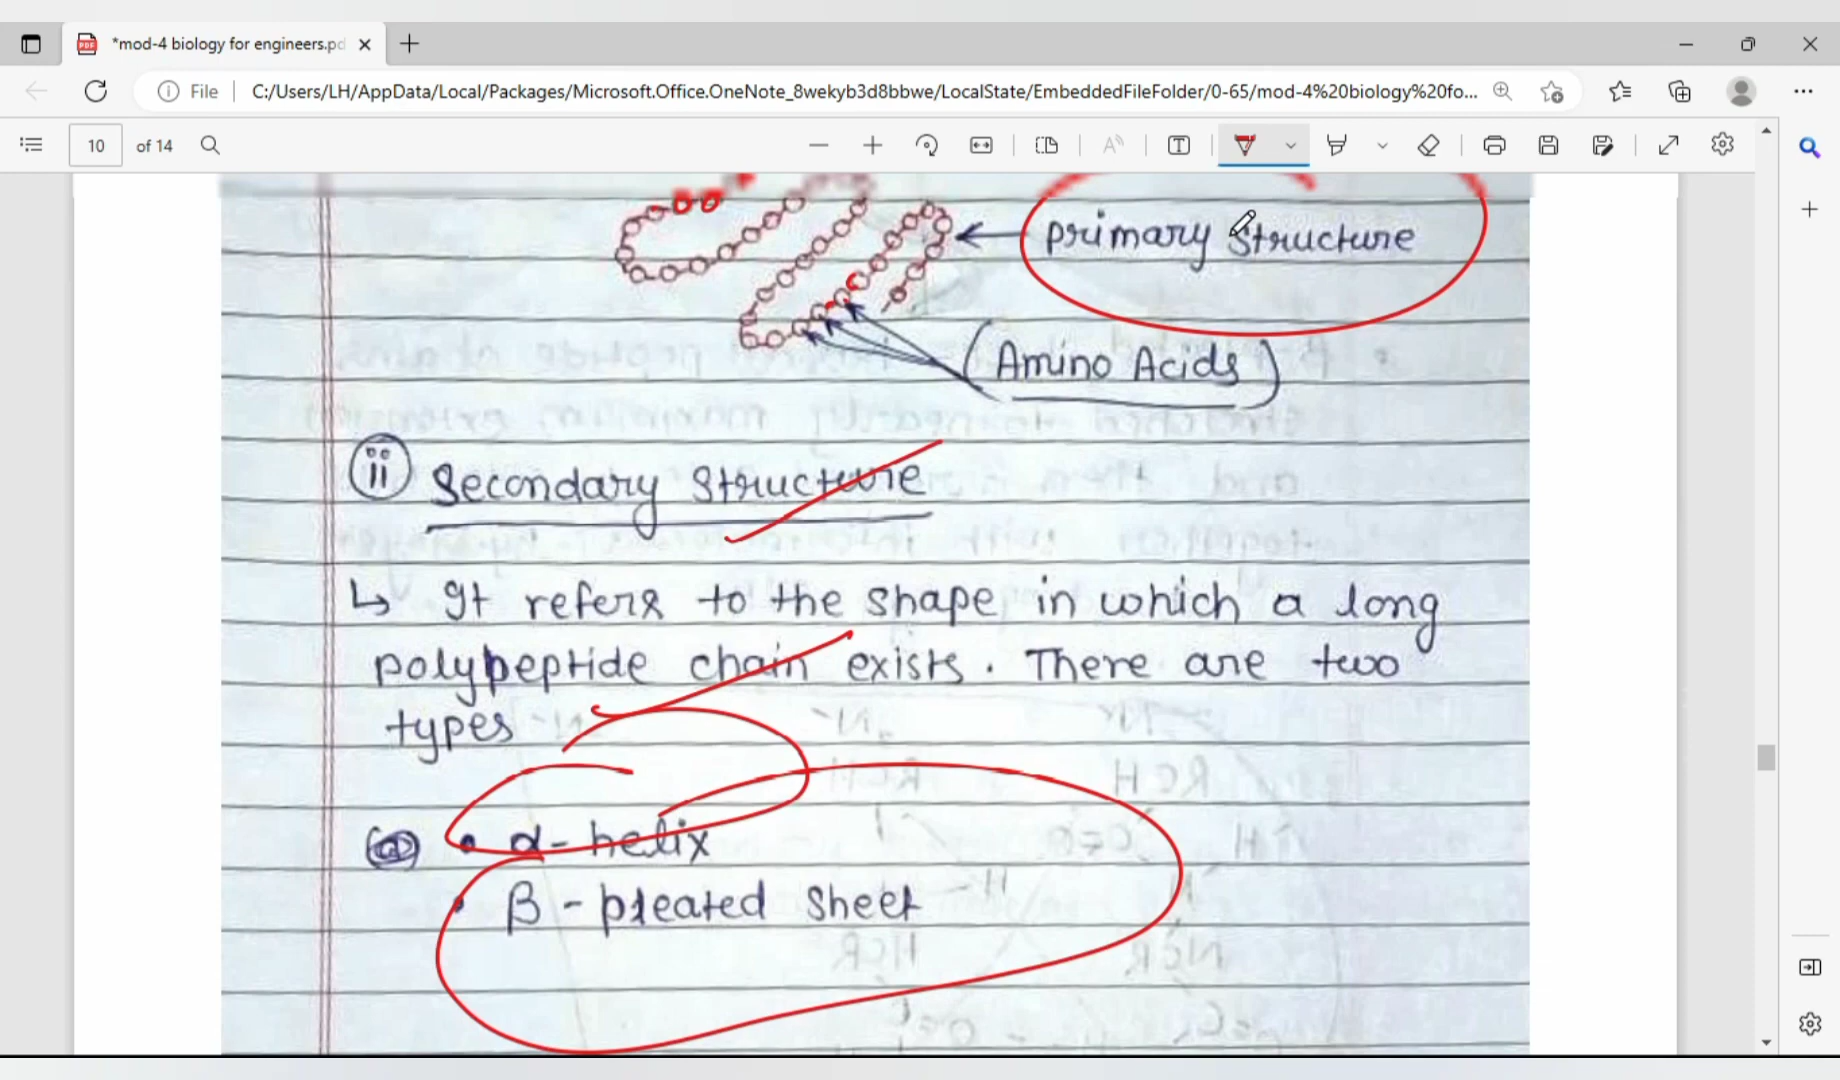 *mod-4 biology for engineers.pd
File
C:/Users/LH/AppData/Local/Packages/Microsoft.Office.OneNote_8wekyb3d8bbwe/LocalState/EmbeddedFileFolder/0-65/mod-4%20biology%20fo...
10 of 14
primary Structure
(Amino Acids)
ii Secondary Structure
↳ It refers to the shape in which a long
polypeptide chain exists. There are two
types
• α-helix
• β-pleated sheet